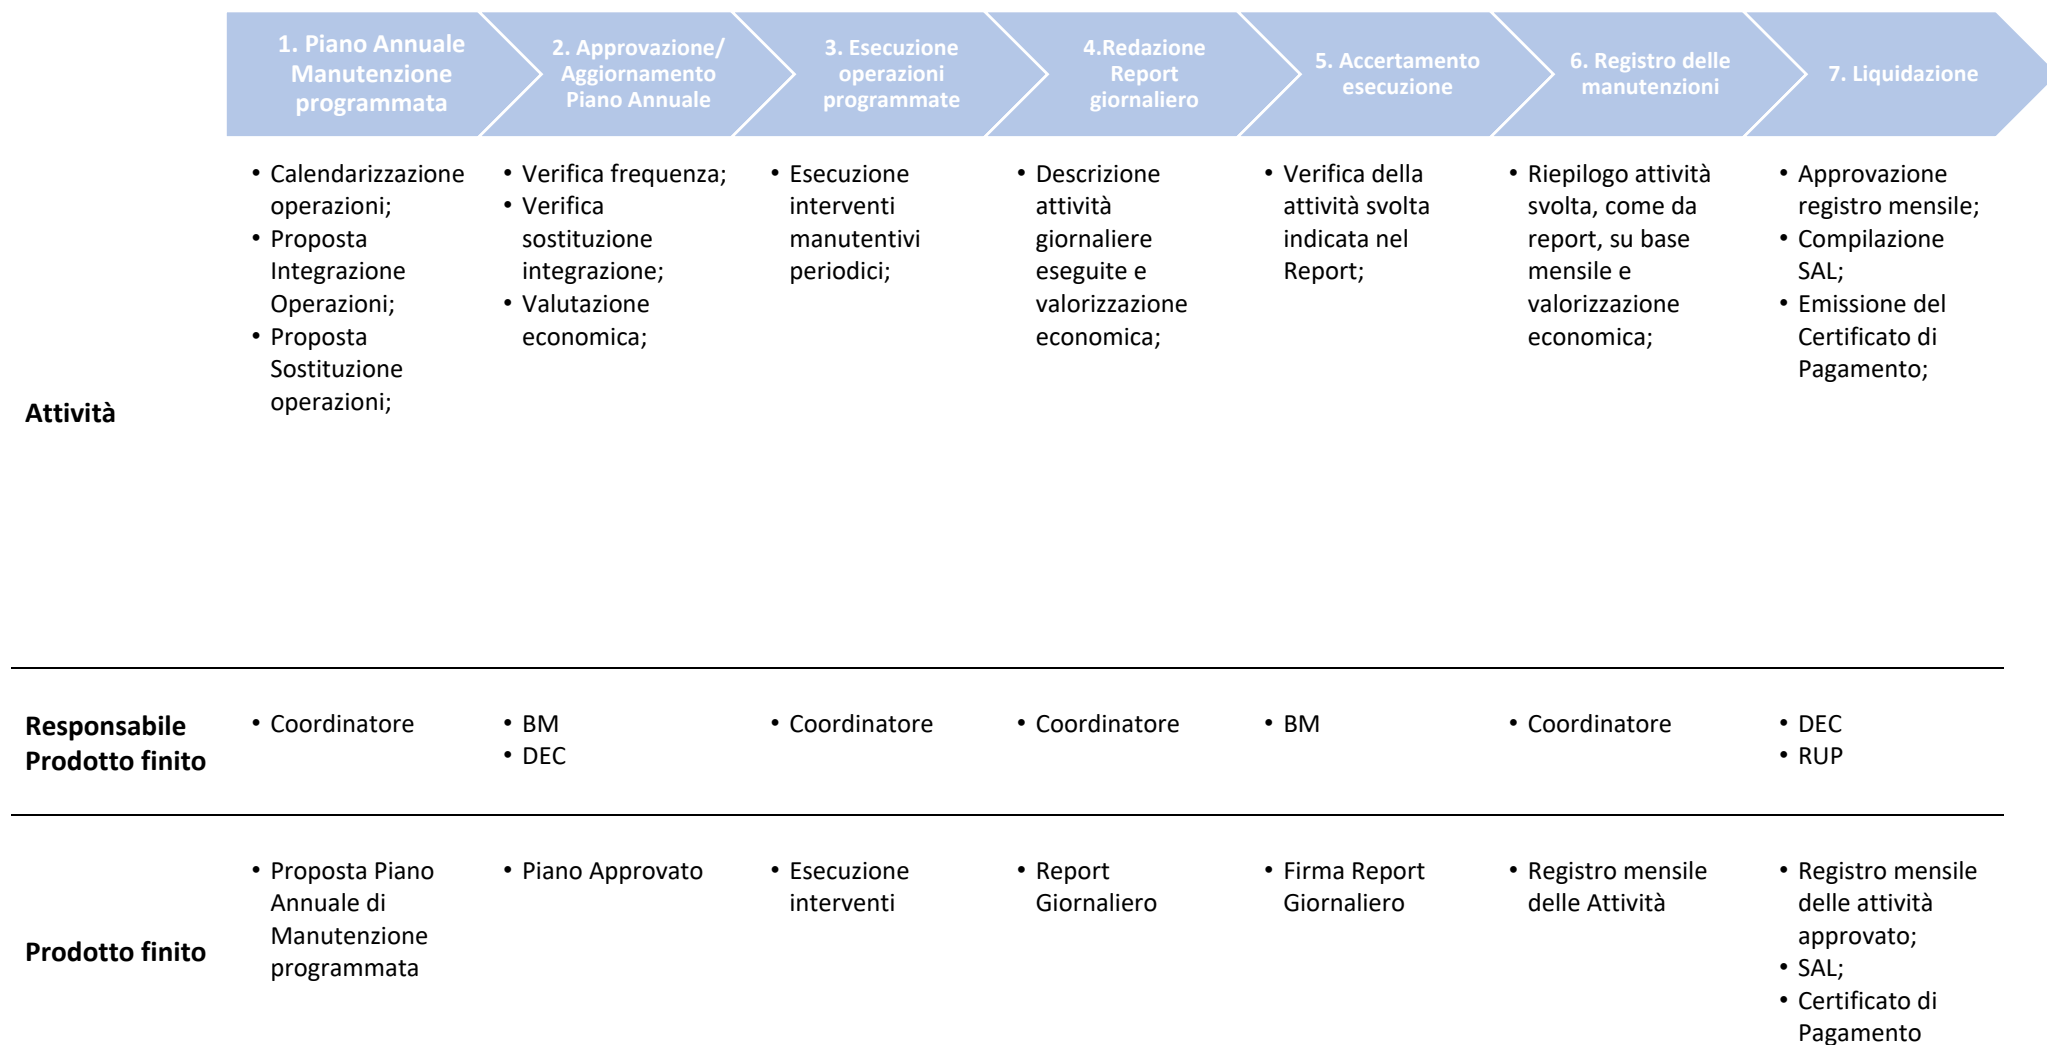 1. Piano Annuale
Manutenzione
programmata
2. Approvazione/
Aggiornamento
Piano Annuale
3. Esecuzione
operazioni
programmate
4.Redazione
Report
giornaliero
5. Accertamento
esecuzione
6. Registro delle
manutenzioni
7. Liquidazione
Attività
• Calendarizzazione
operazioni;
• Proposta
Integrazione
Operazioni;
• Proposta
Sostituzione
operazioni;
• Verifica frequenza;
• Verifica
sostituzione
integrazione;
• Valutazione
economica;
• Esecuzione
interventi
manutentivi
periodici;
• Descrizione
attività
giornaliere
eseguite e
valorizzazione
economica;
• Verifica della
attività svolta
indicata nel
Report;
• Riepilogo attività
svolta, come da
report, su base
mensile e
valorizzazione
economica;
• Approvazione
registro mensile;
• Compilazione
SAL;
• Emissione del
Certificato di
Pagamento;
Responsabile
Prodotto finito
• Coordinatore
• BM
• DEC
• Coordinatore
• Coordinatore
• BM
• Coordinatore
• DEC
• RUP
Prodotto finito
• Proposta Piano
Annuale di
Manutenzione
programmata
• Piano Approvato
• Esecuzione
interventi
• Report
Giornaliero
• Firma Report
Giornaliero
• Registro mensile
delle Attività
• Registro mensile
delle attività
approvato;
• SAL;
• Certificato di
Pagamento